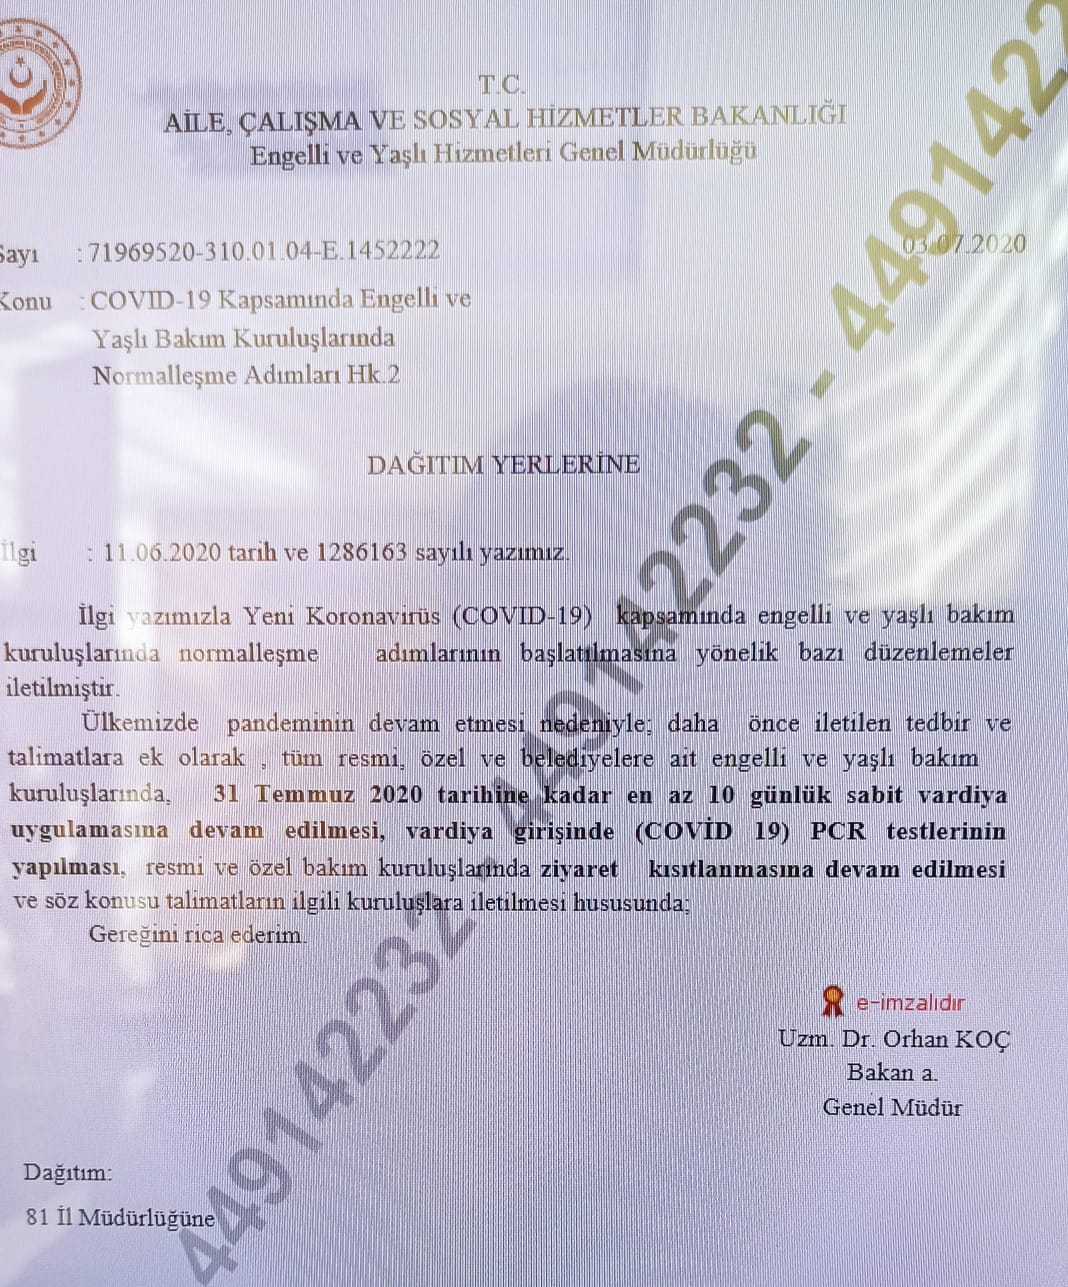 T.C.
AİLE, ÇALIŞMA VE SOSYAL HİZMETLER BAKANLIĞI
Engelli ve Yaşlı Hizmetleri Genel Müdürlüğü
Sayı : 71969520-310.01.04-E.1452222 03.07.2020
Konu : COVID-19 Kapsamında Engelli ve
Yaşlı Bakım Kuruluşlarında
Normalleşme Adımları Hk.2
DAĞITIM YERLERİNE
İlgi : 11.06.2020 tarih ve 1286163 sayılı yazımız.
İlgi yazımızla Yeni Koronavirüs (COVID-19) kapsamında engelli ve yaşlı bakım
kuruluşlarında normalleşme adımlarının başlatılmasına yönelik bazı düzenlemeler
iletilmiştir.
Ülkemizde pandeminin devam etmesi nedeniyle; daha önce iletilen tedbir ve
talimatlara ek olarak , tüm resmi, özel ve belediyelere ait engelli ve yaşlı bakım
kuruluşlarında, 31 Temmuz 2020 tarihine kadar en az 10 günlük sabit vardiya
uygulamasına devam edilmesi, vardiya girişinde (COVİD 19) PCR testlerinin
yapılması, resmi ve özel bakım kuruluşlarında ziyaret kısıtlanmasına devam edilmesi
ve söz konusu talimatların ilgili kuruluşlara iletilmesi hususunda;
Gereğini rica ederim.
e-imzalıdır
Uzm. Dr. Orhan KOÇ
Bakan a.
Genel Müdür
Dağıtım:
81 İl Müdürlüğüne
4491442232 - 4491442232 - 4491422